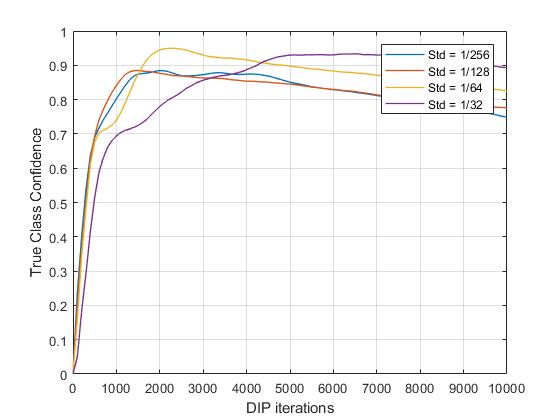 1
0.9
0.8
0.7
0.6
0.5
0.4
0.3
0.2
0.1
0
True Class Confidence
Std = 1/256
Std = 1/128
Std = 1/64
Std = 1/32
0 1000 2000 3000 4000 5000 6000 7000 8000 9000 10000
DIP iterations